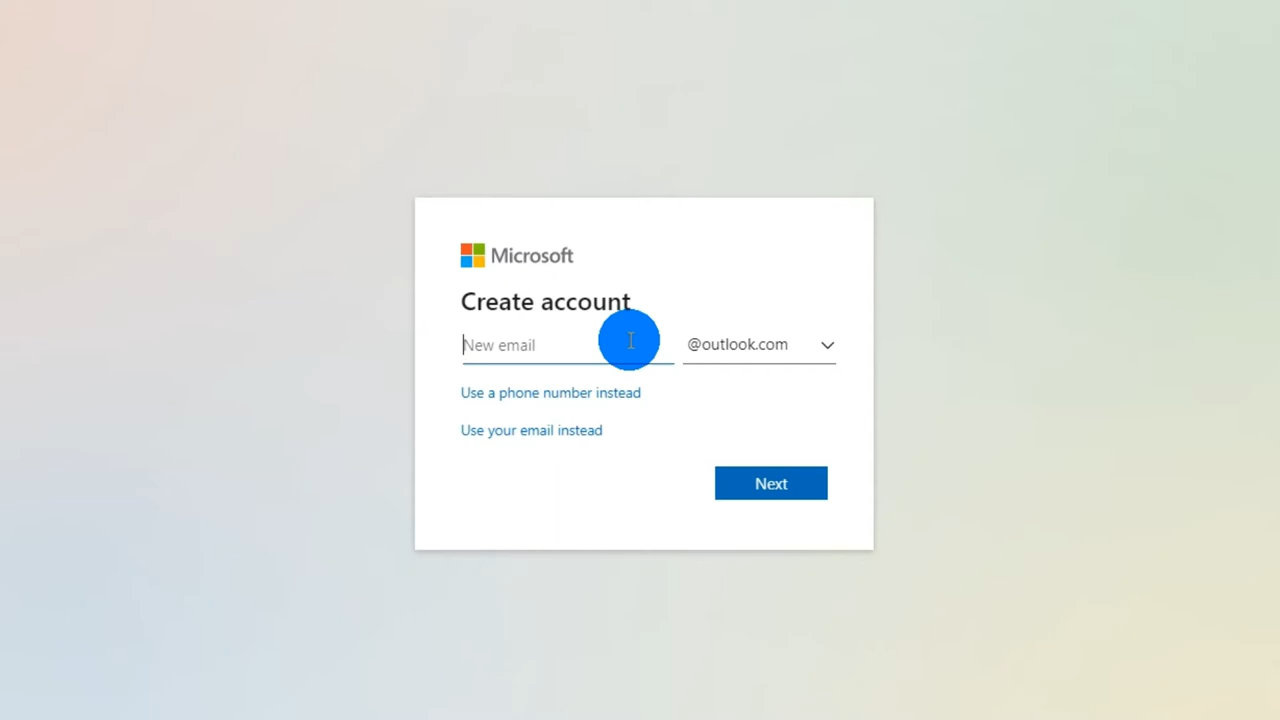 Microsoft
Create account
New email @outlook.com
Use a phone number instead
Use your email instead
Next